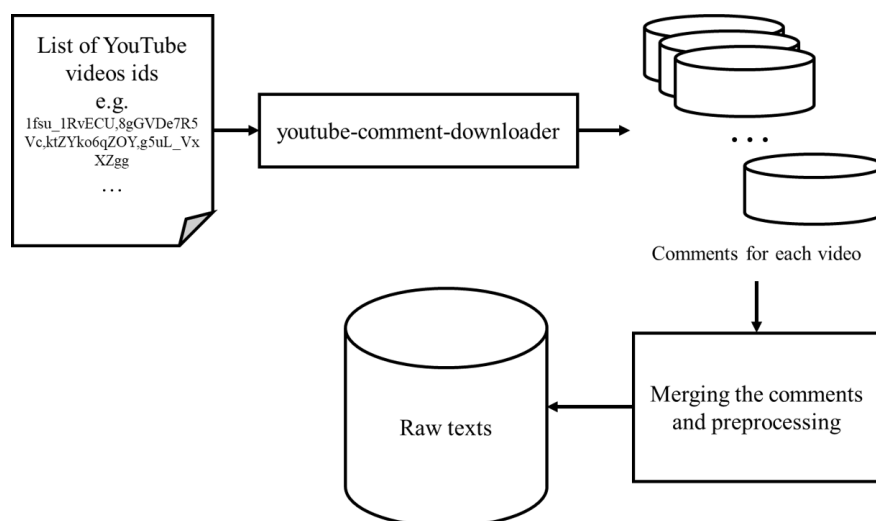 List of YouTube
videos ids
e.g.
1fsu_1RvECU,8gGVDe7R5
Vc,ktZYko6qZOY,g5uL_Vx
XZgg
...
youtube-comment-downloader
...
Comments for each video
Merging the comments
and preprocessing
Raw texts